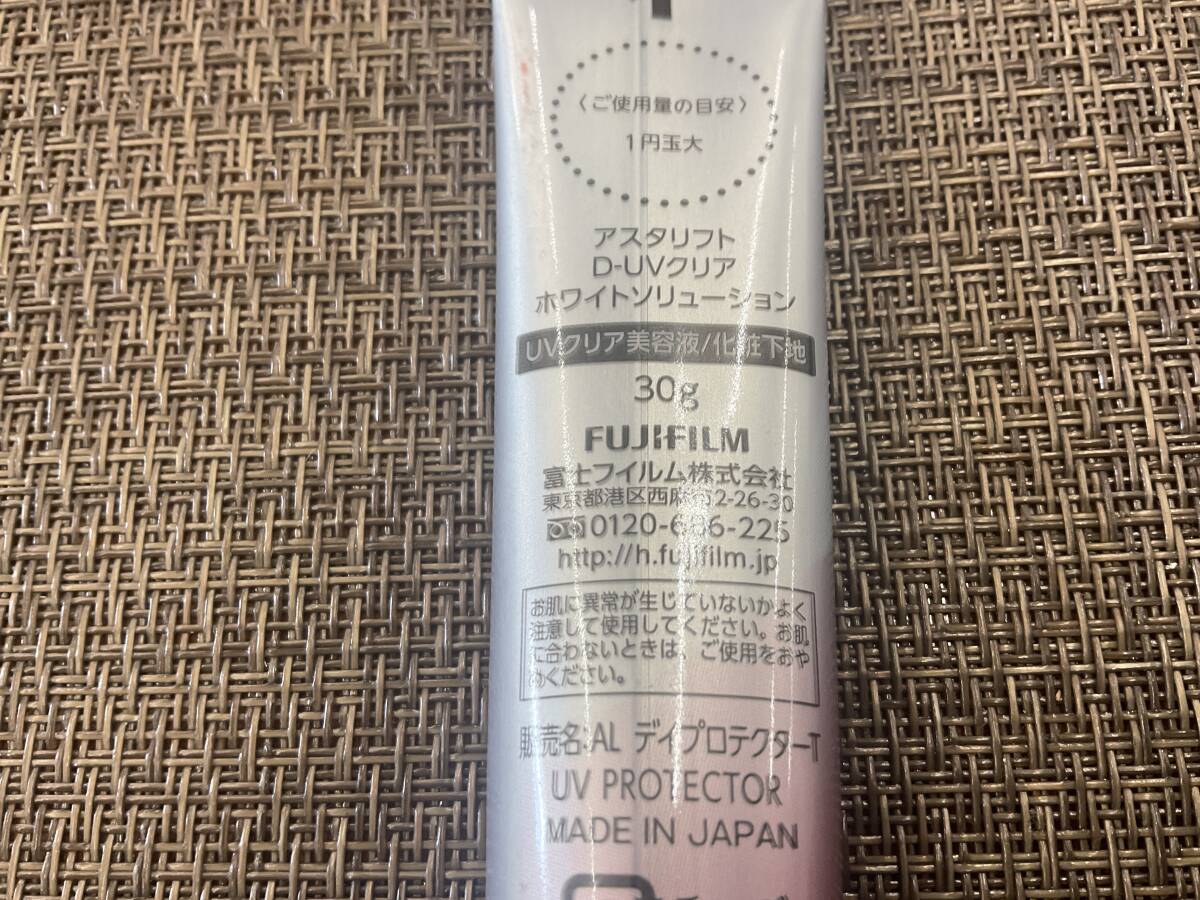 〈ご使用量の目安〉
1円玉大
アスタリフト
D-UVクリア
ホワイトソリューション
UVクリア美容液/化粧下地
30g
FUJIFILM
富士フイルム株式会社
東京都港区西麻布2-26-30
0120-686-225
http://h.fujifilm.jp
お肌に異常が生じていないかよく
注意して使用してください。お肌
に合わないときは、ご使用をおや
めください。
販売名:AL デイプロテクターT
UV PROTECTOR
MADE IN JAPAN